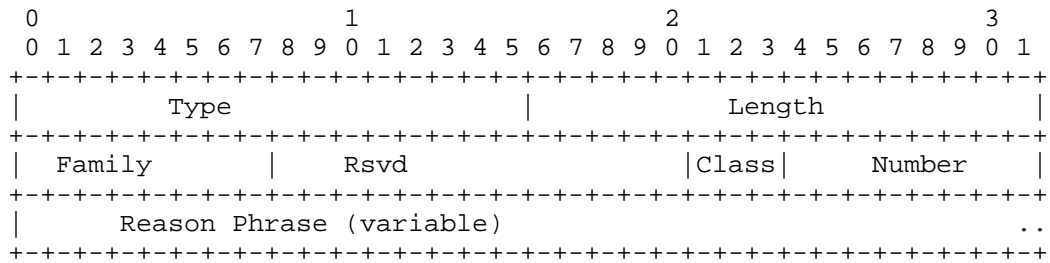 0                   1                   2                   3
 0 1 2 3 4 5 6 7 8 9 0 1 2 3 4 5 6 7 8 9 0 1 2 3 4 5 6 7 8 9 0 1
+-+-+-+-+-+-+-+-+-+-+-+-+-+-+-+-+-+-+-+-+-+-+-+-+-+-+-+-+-+-+-+-+
|         Type                  |            Length             |
+-+-+-+-+-+-+-+-+-+-+-+-+-+-+-+-+-+-+-+-+-+-+-+-+-+-+-+-+-+-+-+-+
|  Family       |    Rsvd                 |Class|     Number    |
+-+-+-+-+-+-+-+-+-+-+-+-+-+-+-+-+-+-+-+-+-+-+-+-+-+-+-+-+-+-+-+-+
|      Reason Phrase (variable)                                ..
+-+-+-+-+-+-+-+-+-+-+-+-+-+-+-+-+-+-+-+-+-+-+-+-+-+-+-+-+-+-+-+-+